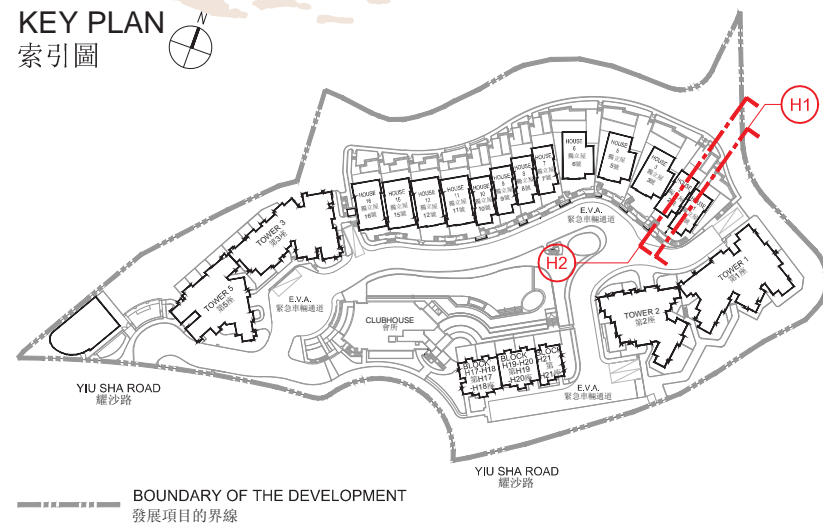 KEY PLAN
索引圖
N
H1
H2
HOUSE
16
獨立屋
16號
HOUSE
15
獨立屋
15號
HOUSE
12
獨立屋
12號
HOUSE
11
獨立屋
11號
HOUSE
10
獨立屋
10號
HOUSE
9
獨立屋
9號
HOUSE
8
獨立屋
8號
HOUSE
7
獨立屋
7號
HOUSE
6
獨立屋
6號
HOUSE
5
獨立屋
5號
HOUSE
3
獨立屋
3號
E.V.A.
緊急車輛通道
TOWER 3
第3座
TOWER 5
第5座
E.V.A.
緊急車輛通道
CLUBHOUSE
會所
TOWER 1
第1座
TOWER 2
第2座
BLOCK
H17-H18
第H17
-H18座
BLOCK
H19-H20
第H19
-H20座
BLOCK
H21
第
H21座
E.V.A.
緊急車輛通道
YIU SHA ROAD
耀沙路
YIU SHA ROAD
耀沙路
BOUNDARY OF THE DEVELOPMENT
發展項目的界線